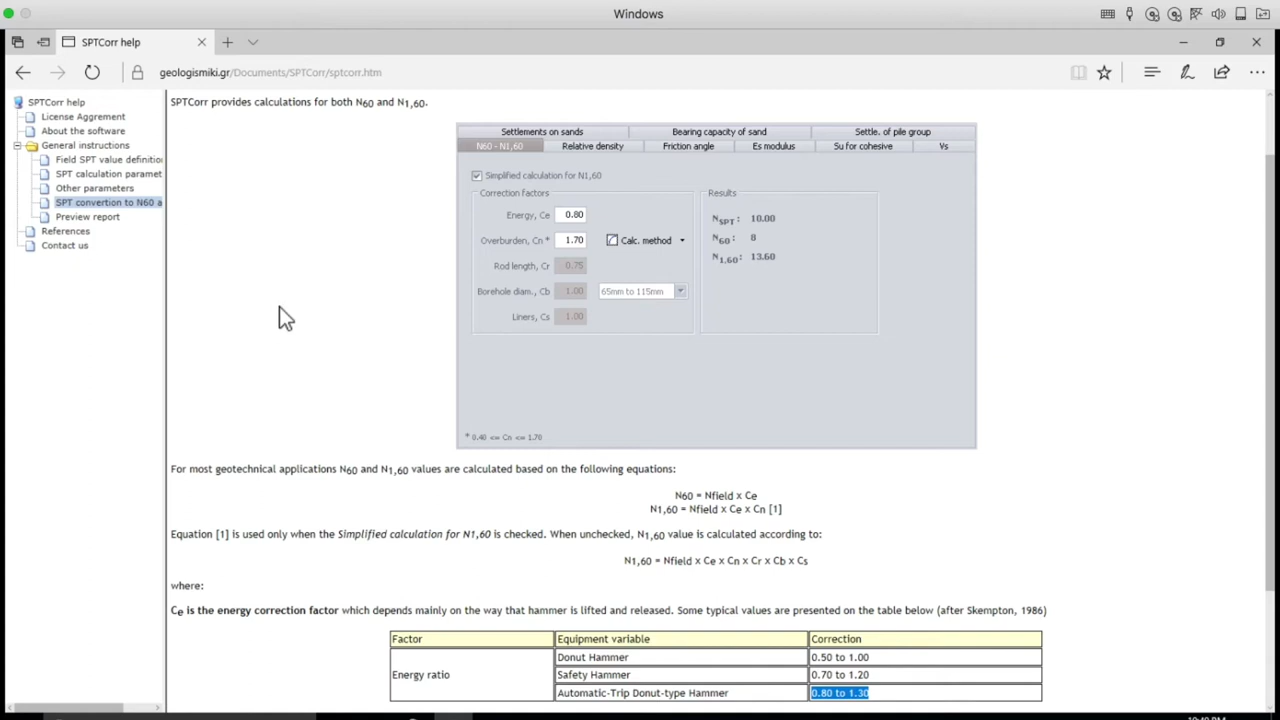 Windows
SPTCorr help
geologismiki.gr/Documents/SPTCorr/sptcorr.htm
SPTCorr help
License Aggrement
About the software
General instructions
Field SPT value definitio
SPT calculation paramet
Other parameters
SPT convertion to N60 a
Preview report
References
Contact us
SPTCorr provides calculations for both N60 and N1,60.
Settlements on sands Bearing capacity of sand Settle. of pile group
N60 - N1,60 Relative density Friction angle Es modulus Su for cohesive Vs
Simplified calculation for N1,60
Correction factors
Energy, Ce 0.80
Overburden, Cn * 1.70 Calc. method
Rod length, Cr 0.75
Borehole diam., Cb 1.00 65mm to 115mm
Liners, Cs 1.00
Results
NSPT: 10.00
N60: 8
N1,60: 13.60
* 0.40 <= Cn <= 1.70
For most geotechnical applications N60 and N1,60 values are calculated based on the following equations:
N60 = Nfield x Ce
N1,60 = Nfield x Ce x Cn [1]
Equation [1] is used only when the Simplified calculation for N1,60 is checked. When unchecked, N1,60 value is calculated according to:
N1,60 = Nfield x Ce x Cn x Cr x Cb x Cs
where:
Ce is the energy correction factor which depends mainly on the way that hammer is lifted and released. Some typical values are presented on the table below (after Skempton, 1986)
Factor Equipment variable Correction
Energy ratio
Donut Hammer 0.50 to 1.00
Safety Hammer 0.70 to 1.20
Automatic-Trip Donut-type Hammer 0.80 to 1.30